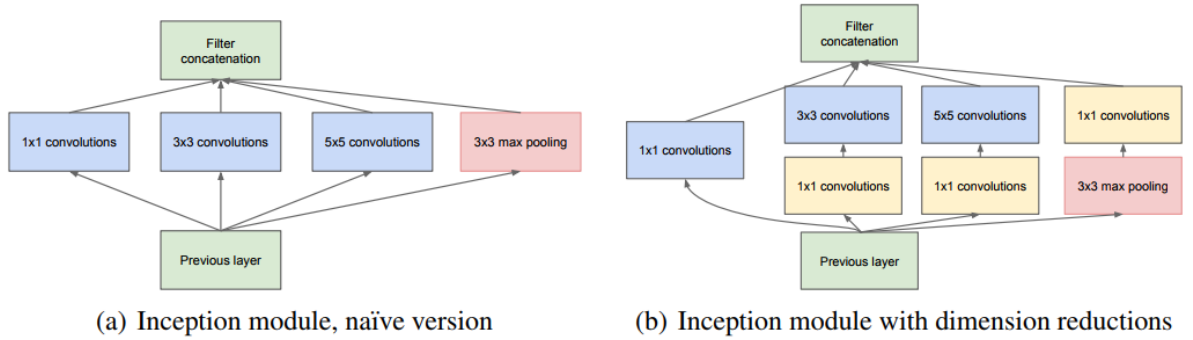 Filter
concatenation
1x1 convolutions
3x3 convolutions
5x5 convolutions
3x3 max pooling
Previous layer
(a) Inception module, naïve version
Filter
concatenation
3x3 convolutions
5x5 convolutions
1x1 convolutions
1x1 convolutions
1x1 convolutions
1x1 convolutions
3x3 max pooling
Previous layer
(b) Inception module with dimension reductions